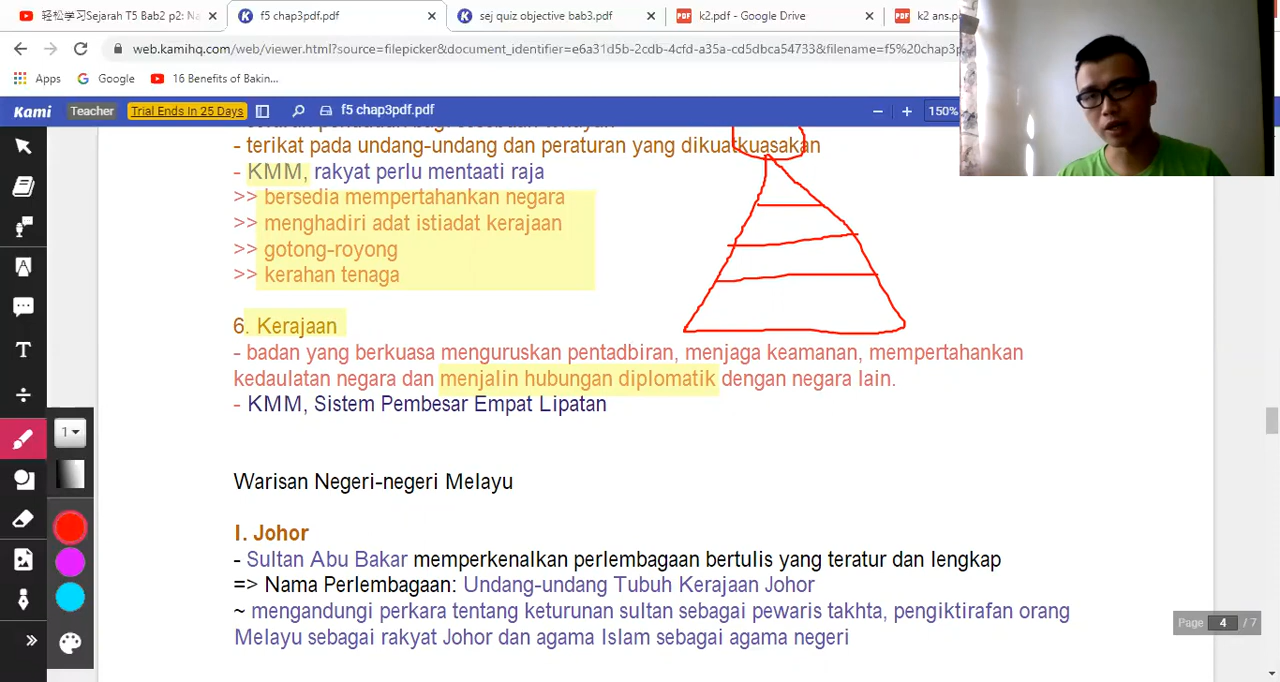 轻松学习Sejarah T5 Bab2 p2: Na
f5 chap3pdf.pdf
sej quiz objective bab3.pdf
k2.pdf - Google Drive
k2 ans.p
web.kamihq.com/web/viewer.html?source=filepicker&document_identifier=e6a31d5b-2cdb-4cfd-a35a-cd5dbca54733&filename=f5%20chap3p
Apps Google 16 Benefits of Bakin...
Kami Teacher Trial Ends In 25 Days f5 chap3pdf.pdf 150%
- terikat pada undang-undang dan peraturan yang dikuatkuasakan
- KMM, rakyat perlu mentaati raja
>> bersedia mempertahankan negara
>> menghadiri adat istiadat kerajaan
>> gotong-royong
>> kerahan tenaga
6. Kerajaan
- badan yang berkuasa menguruskan pentadbiran, menjaga keamanan, mempertahankan
kedaulatan negara dan menjalin hubungan diplomatik dengan negara lain.
- KMM, Sistem Pembesar Empat Lipatan
Warisan Negeri-negeri Melayu
I. Johor
- Sultan Abu Bakar memperkenalkan perlembagaan bertulis yang teratur dan lengkap
=> Nama Perlembagaan: Undang-undang Tubuh Kerajaan Johor
~ mengandungi perkara tentang keturunan sultan sebagai pewaris takhta, pengiktirafan orang
Melayu sebagai rakyat Johor dan agama Islam sebagai agama negeri
Page 4 / 7
1